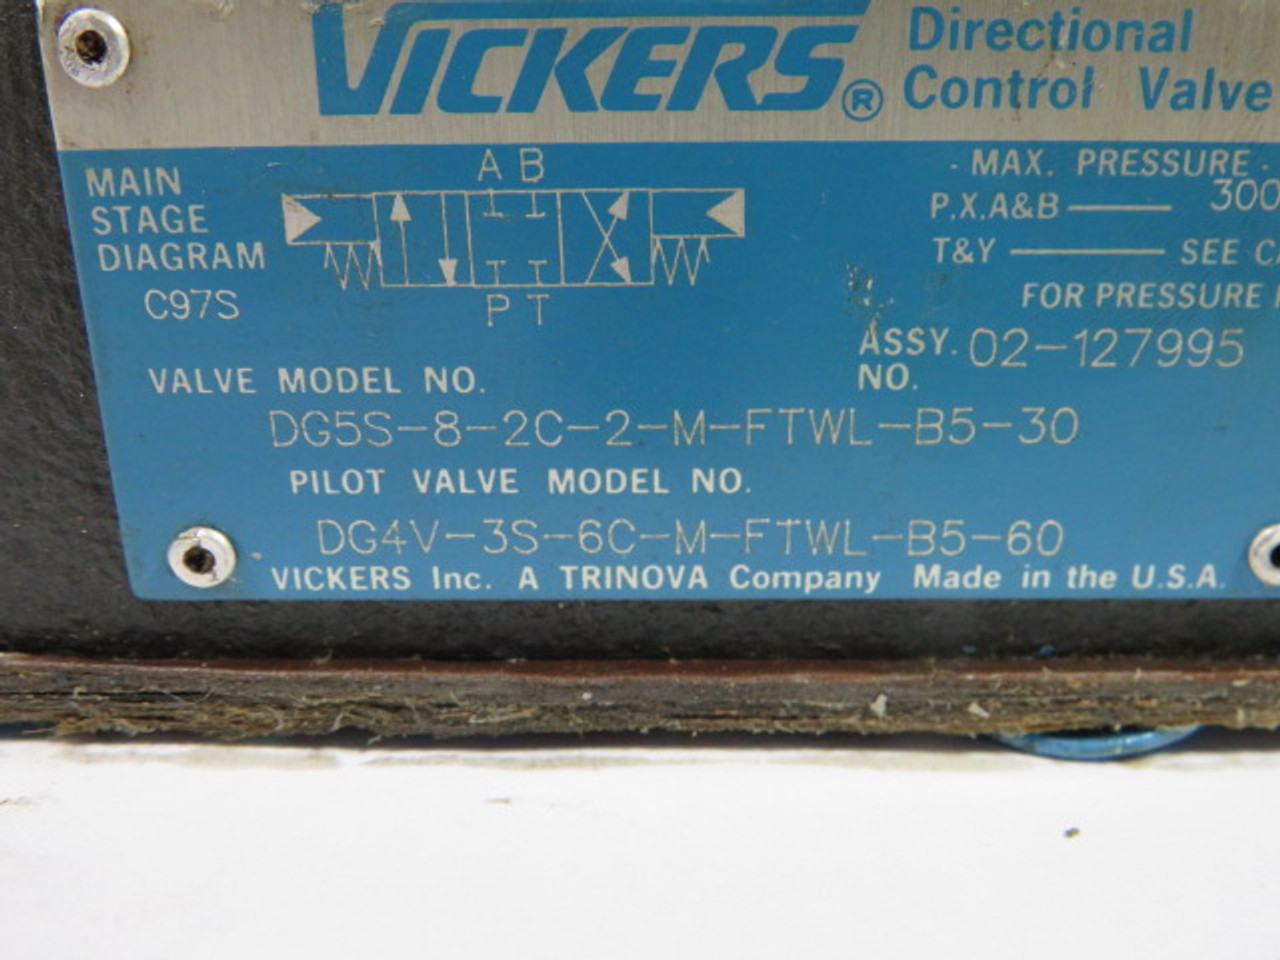 VICKERS® Directional
Control Valve
MAIN
STAGE
DIAGRAM
C97S
A B
P T
- MAX. PRESSURE -
P.X.A&B 300
T&Y SEE
FOR PRESSURE
ASSY. NO. 02-127995
VALVE MODEL NO.
DG5S-8-2C-2-M-FTWL-B5-30
PILOT VALVE MODEL NO.
DG4V-3S-6C-M-FTWL-B5-60
VICKERS Inc. A TRINOVA Company Made in the U.S.A.